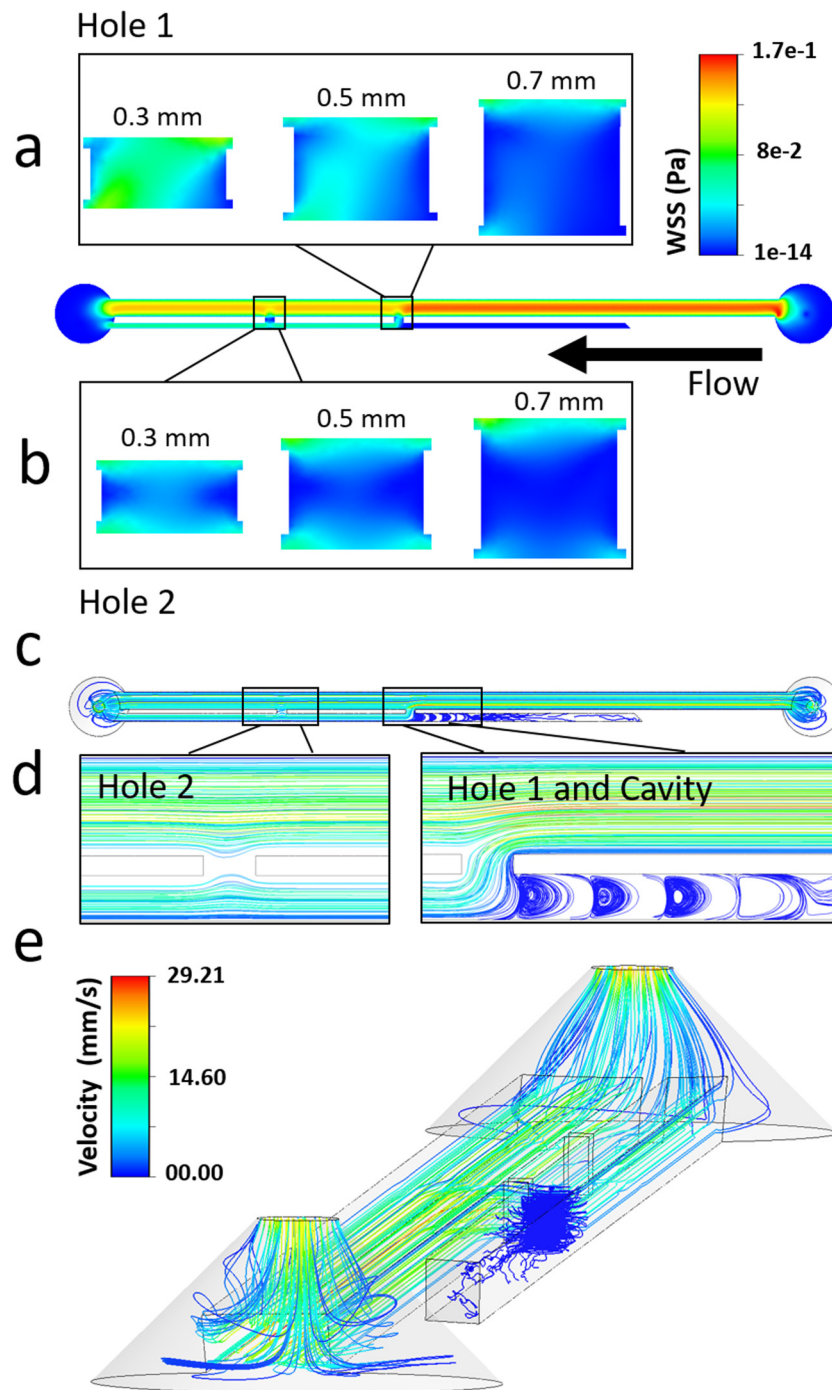 Hole 1
a
0.3 mm
0.5 mm
0.7 mm
WSS (Pa)
1.7e-1
8e-2
1e-14
Flow
b
0.3 mm
0.5 mm
0.7 mm
Hole 2
c
d
Hole 2
Hole 1 and Cavity
e
Velocity (mm/s)
29.21
14.60
00.00